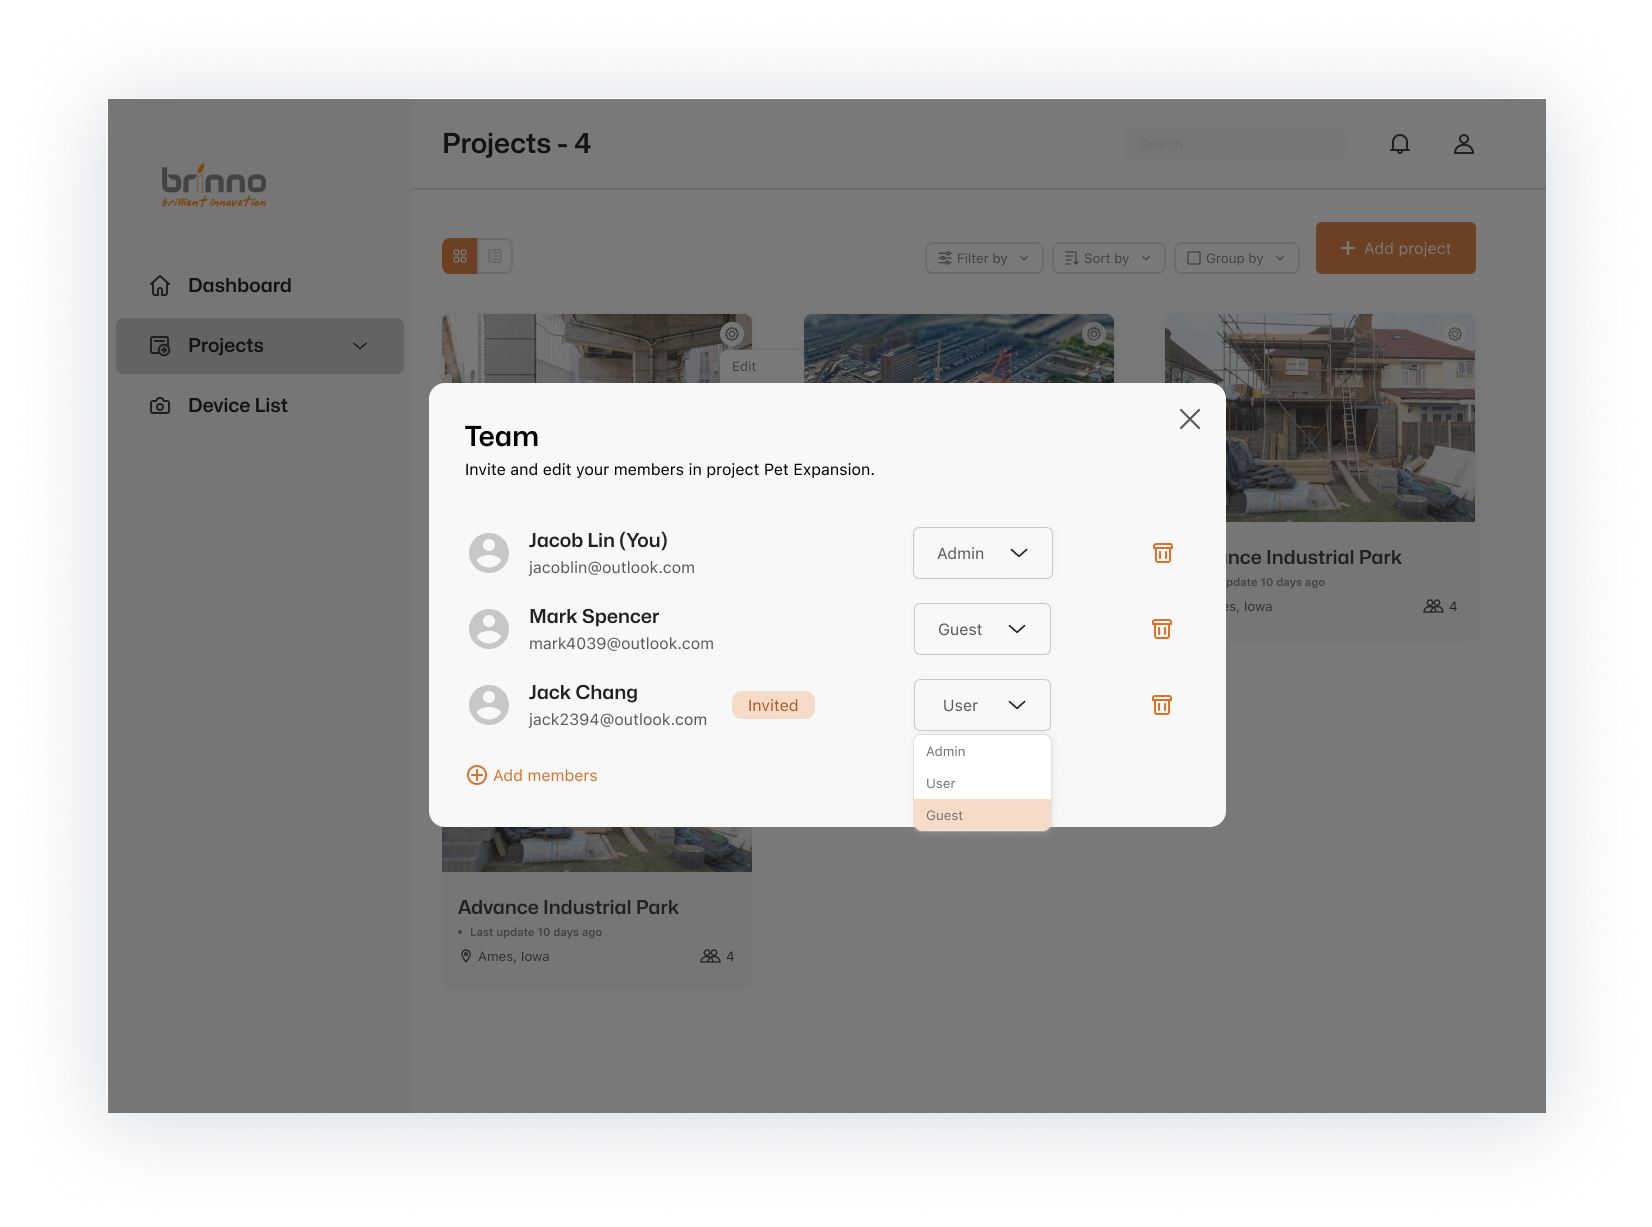 brinno
brilliant innovation
Dashboard
Projects
Device List
Projects - 4
Search
Filter by
Sort by
Group by
Add project
Edit
Team
Invite and edit your members in project Pet Expansion.
Jacob Lin (You)
jacoblin@outlook.com
Admin
Mark Spencer
mark4039@outlook.com
Guest
Jack Chang
jack2394@outlook.com
Invited
User
Admin
User
Guest
Add members
Industrial Park
10 days ago
Iowa
4
Advance Industrial Park
Last update 10 days ago
Ames, Iowa
4